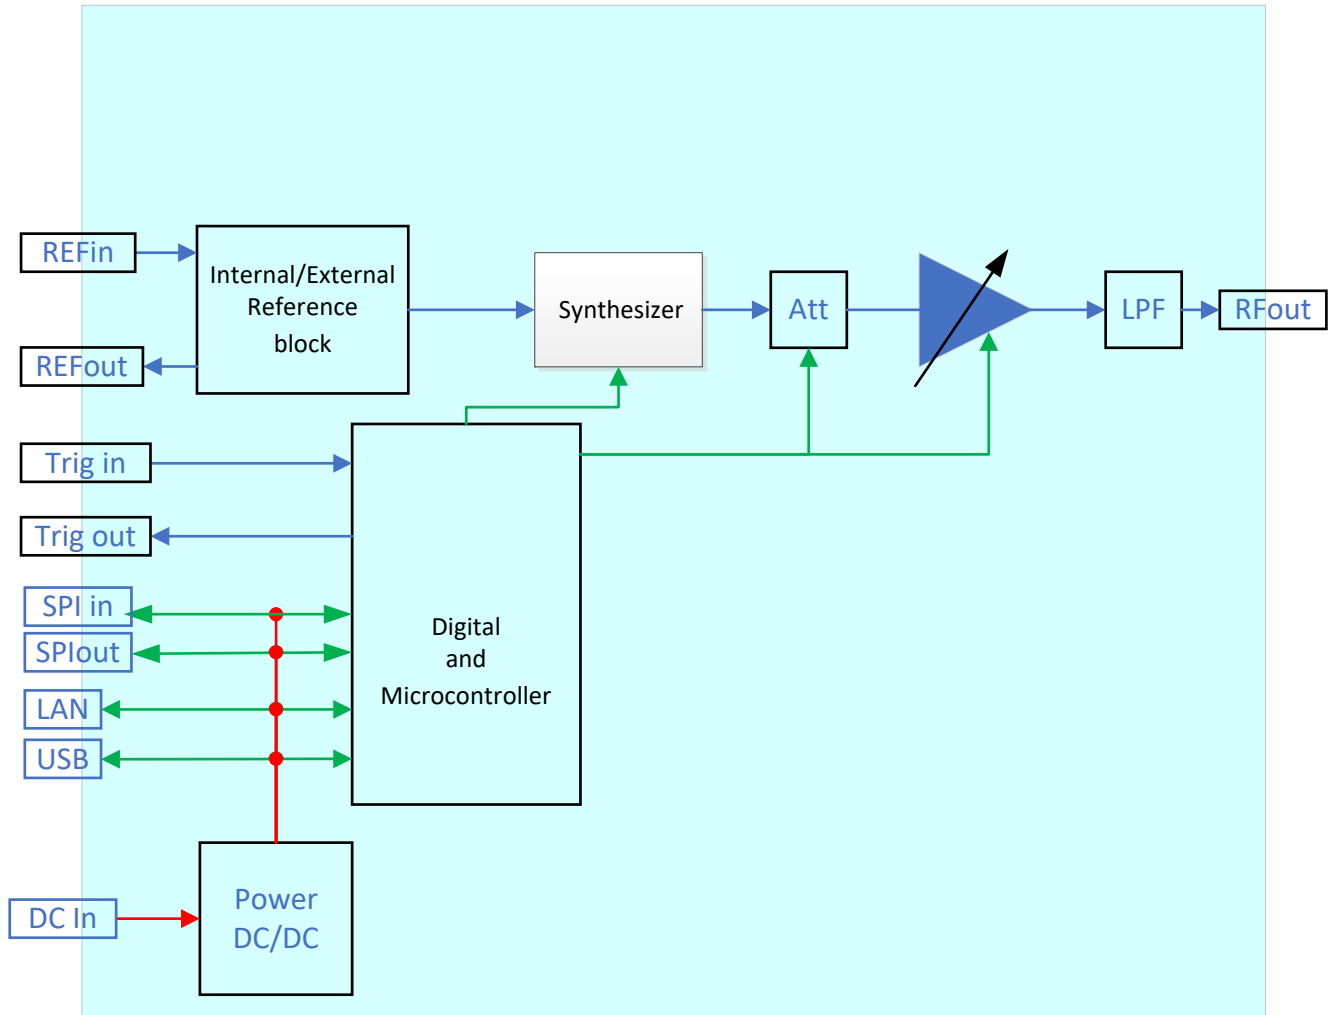 REFin
Internal/External
Reference
block
REFout
Synthesizer
Att
LPF
RFout
Trig in
Trig out
SPI in
SPIout
LAN
USB
Digital
and
Microcontroller
DC In
Power
DC/DC